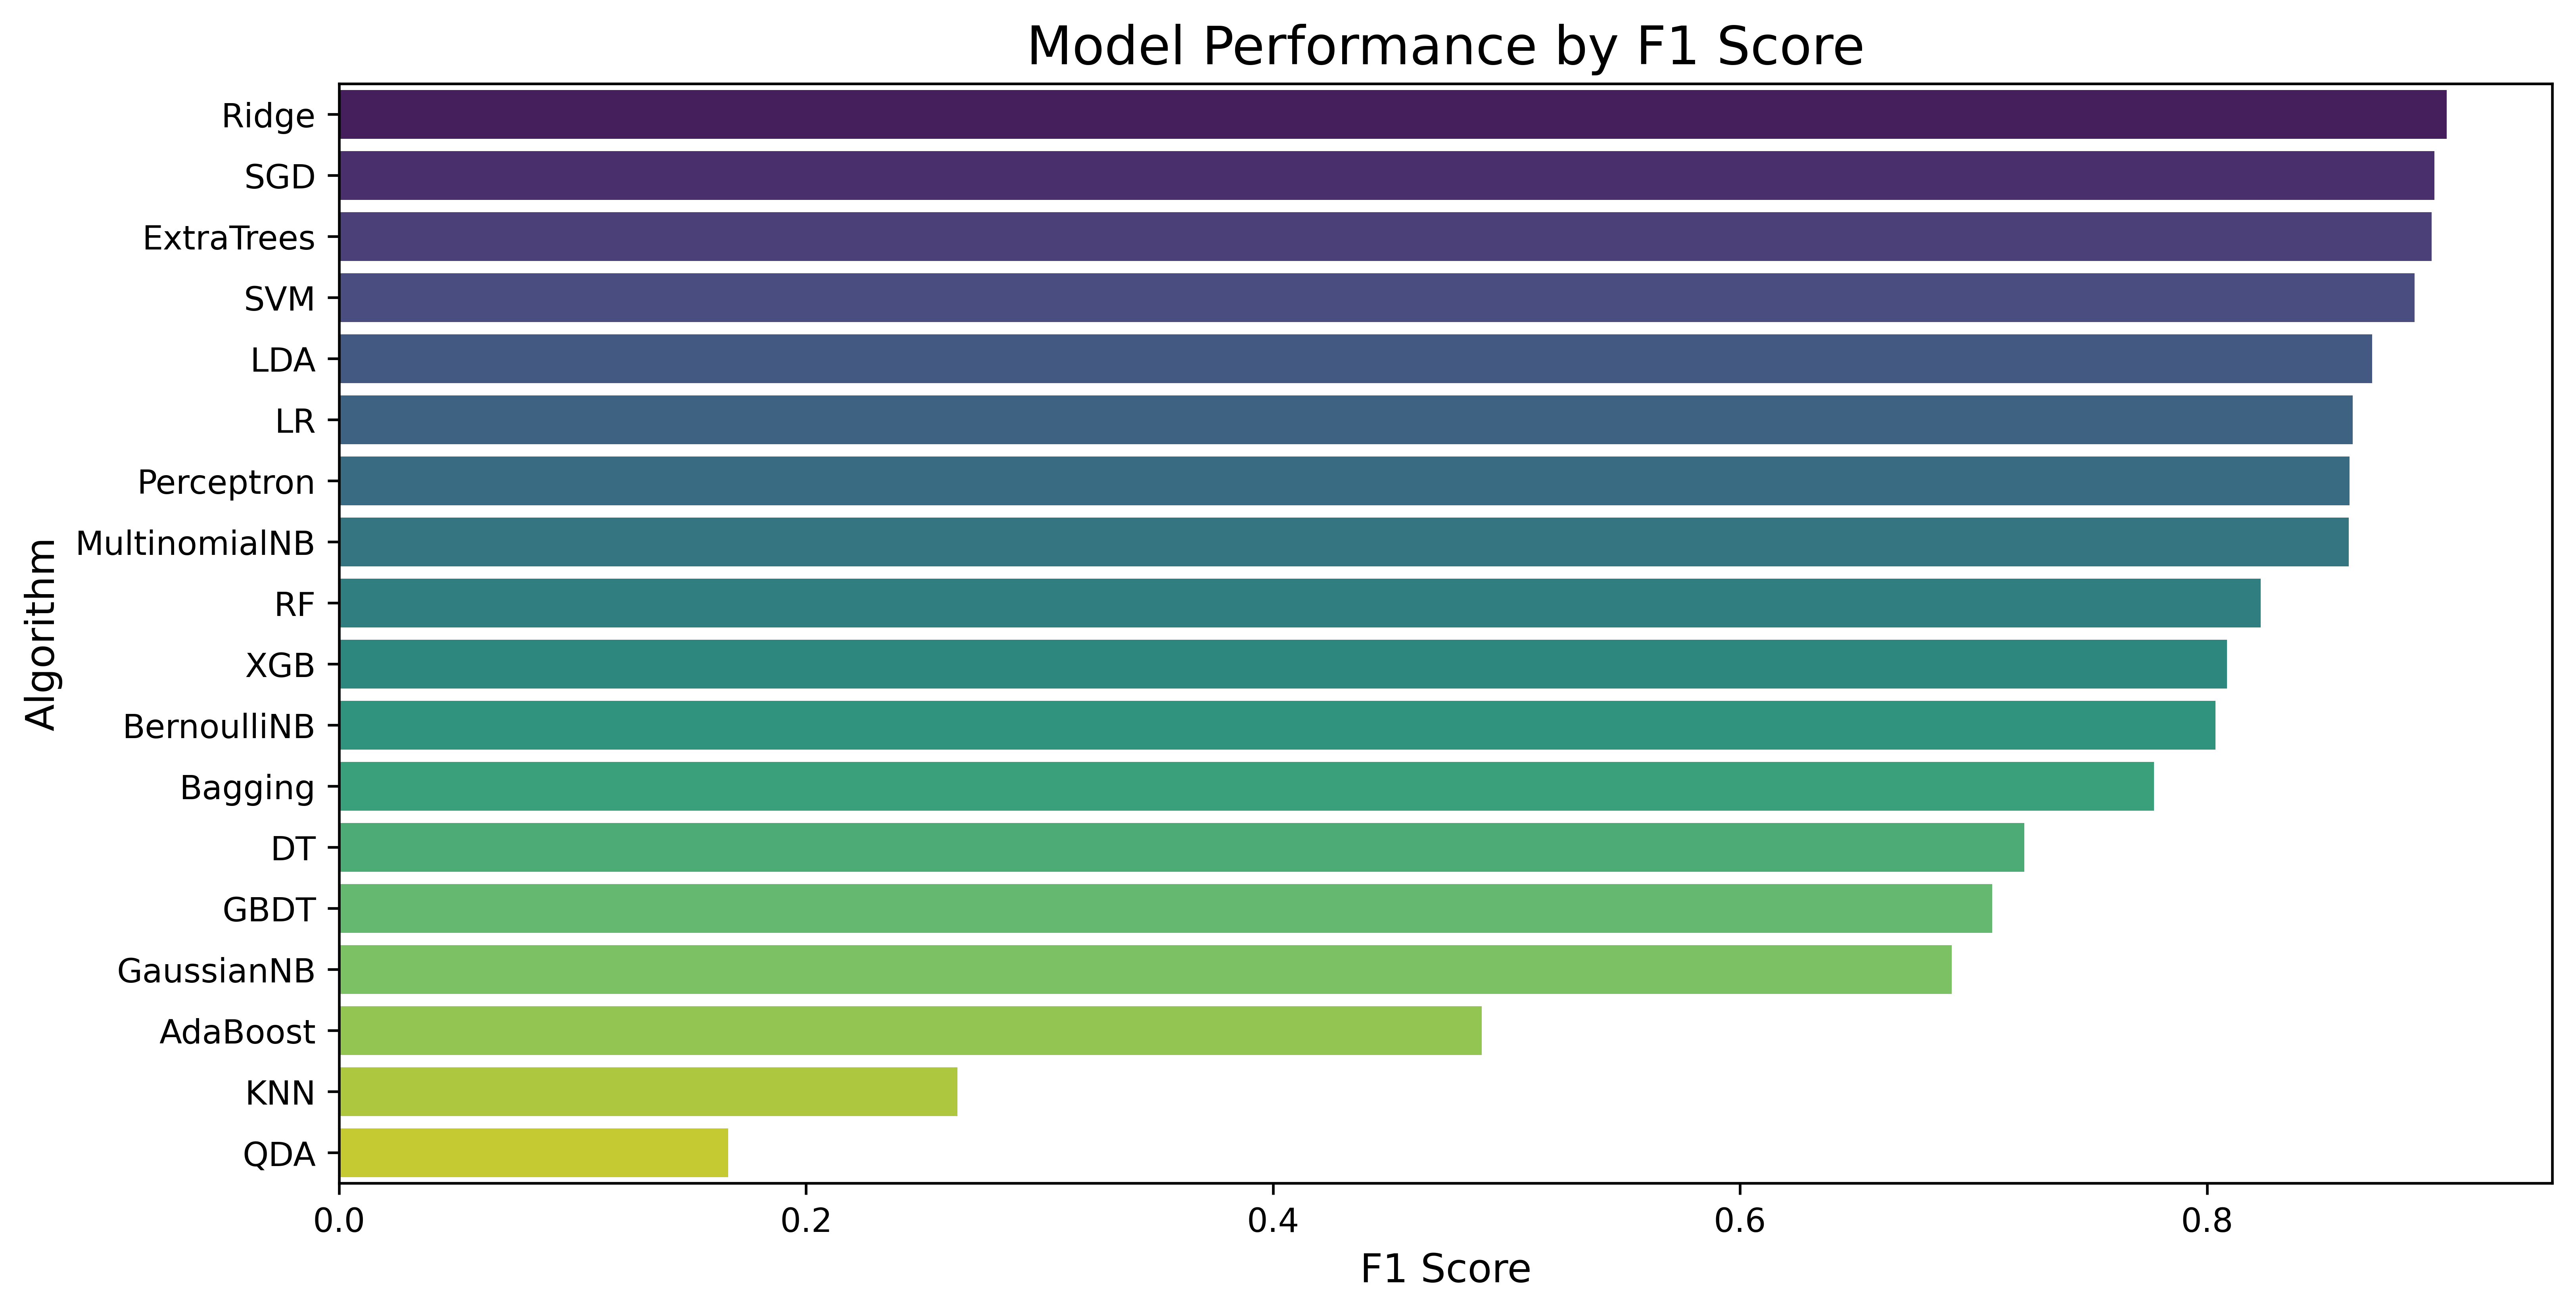 Model Performance by F1 Score
Algorithm
Ridge
SGD
ExtraTrees
SVM
LDA
LR
Perceptron
MultinomialNB
RF
XGB
BernoulliNB
Bagging
DT
GBDT
GaussianNB
AdaBoost
KNN
QDA
0.0 0.2 0.4 0.6 0.8
F1 Score